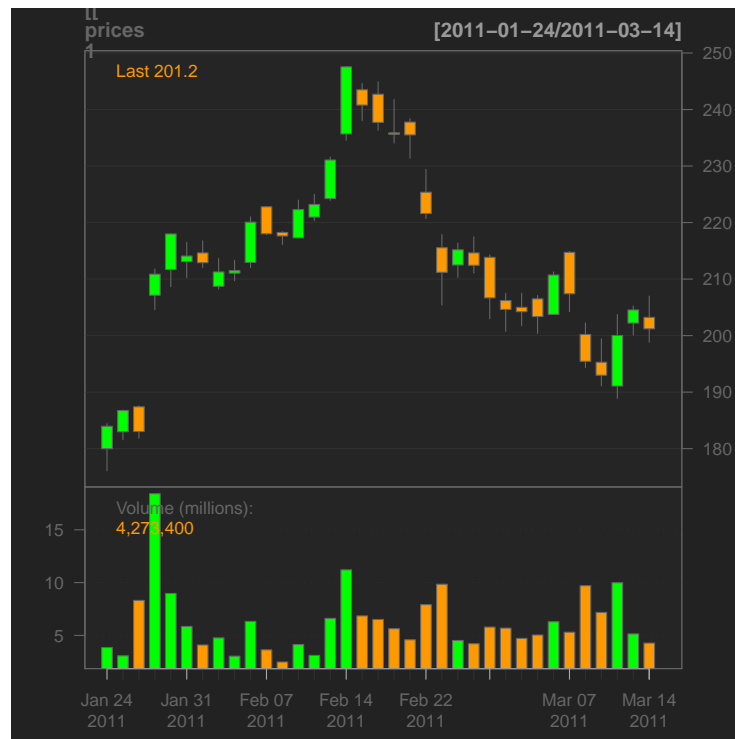 [[
prices
1
[2011−01−24/2011−03−14]
Last 201.2
250
240
230
220
210
200
190
180
Volume (millions):
4,273,400
15
10
5
Jan 24
2011
Jan 31
2011
Feb 07
2011
Feb 14
2011
Feb 22
2011
Mar 07
2011
Mar 14
2011